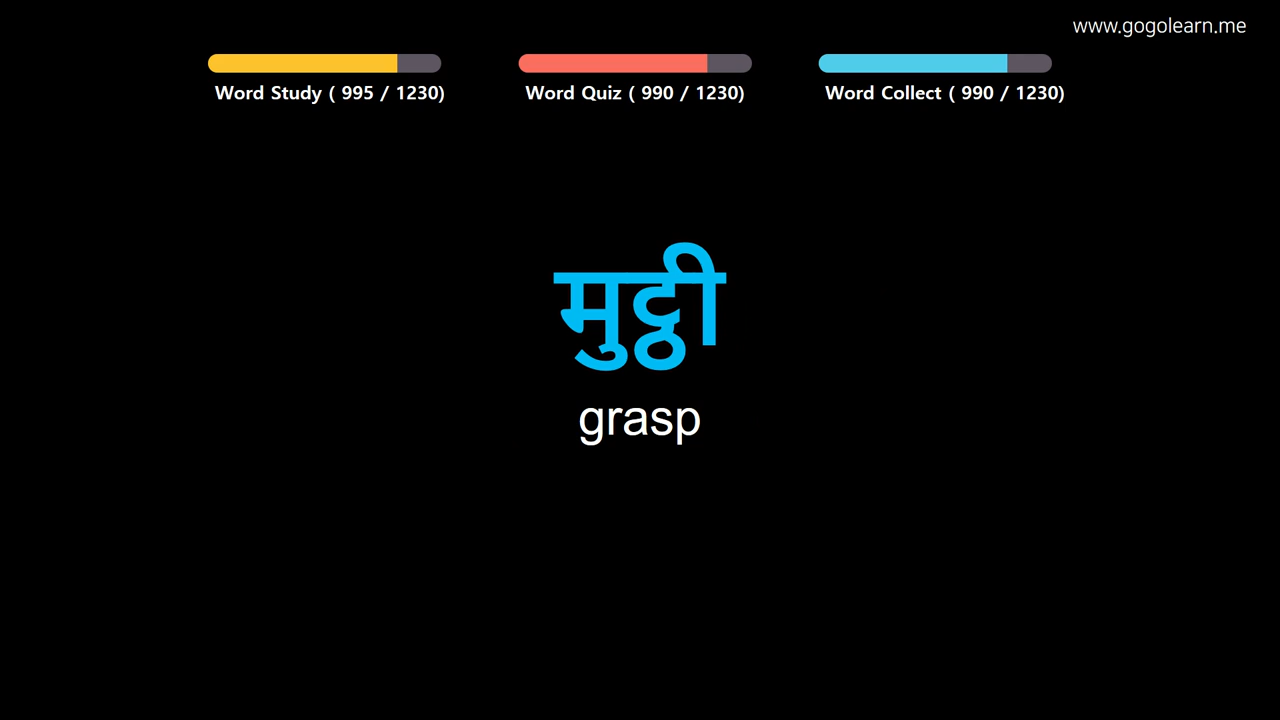 www.gogolearn.me
Word Study ( 995 / 1230)
Word Quiz ( 990 / 1230)
Word Collect ( 990 / 1230)
मुट्ठी
grasp